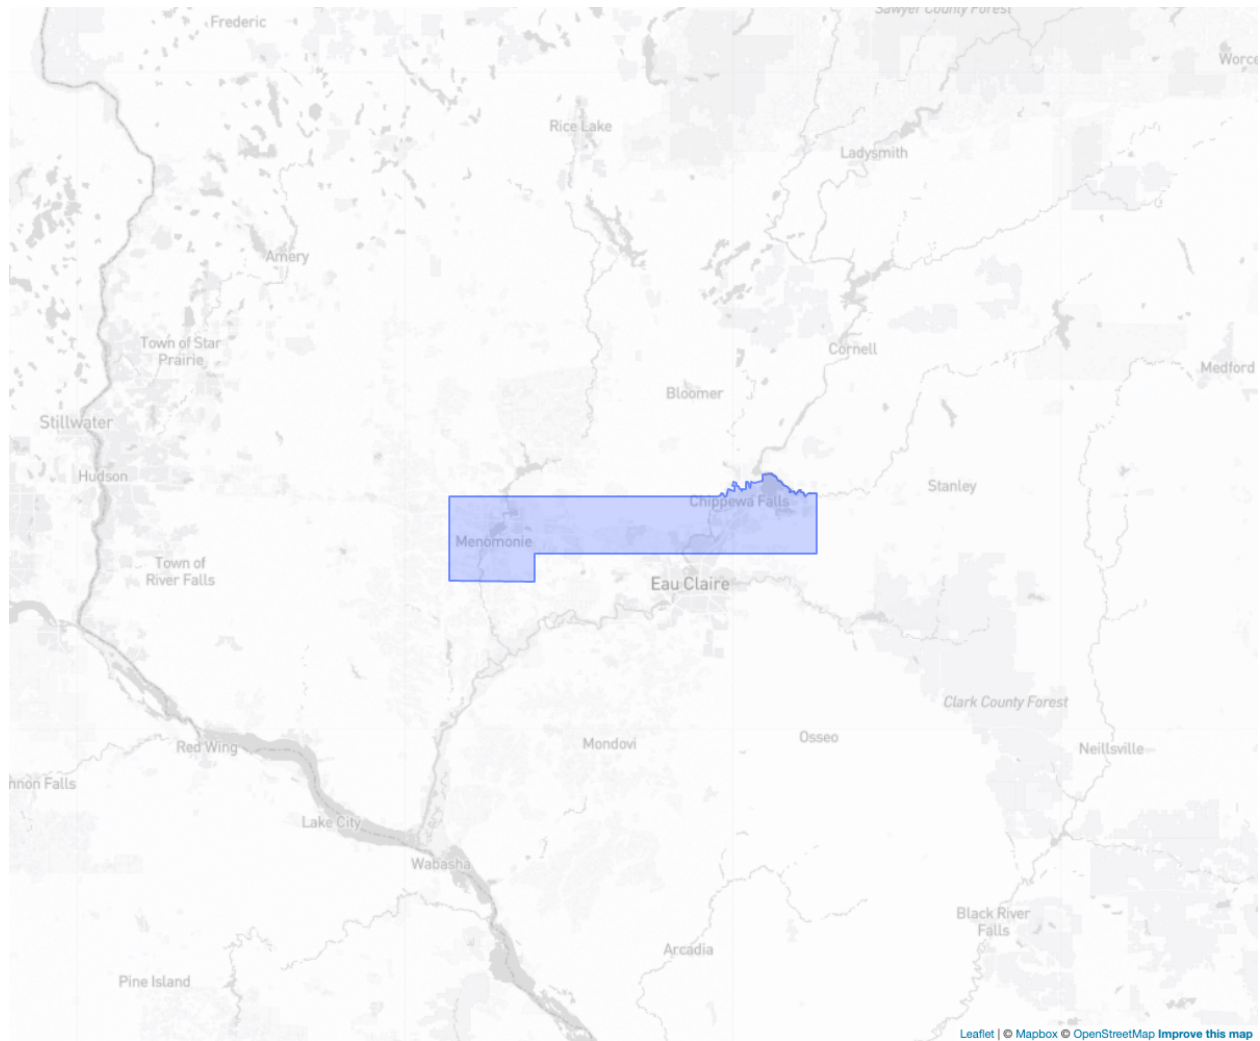 Sawyer County Forest
Frederic
Worce
Rice Lake
Ladysmith
Amery
Town of Star
Prairie
Cornell
Medford
Bloomer
Stillwater
Hudson
Stanley
Chippewa Falls
Menomonie
Town of
River Falls
Eau Claire
Clark County Forest
Red Wing
Mondovi
Osseo
Neillsville
nnon Falls
Lake City
Wabasha
Black River
Falls
Arcadia
Pine Island
Leaflet | © Mapbox © OpenStreetMap Improve this map